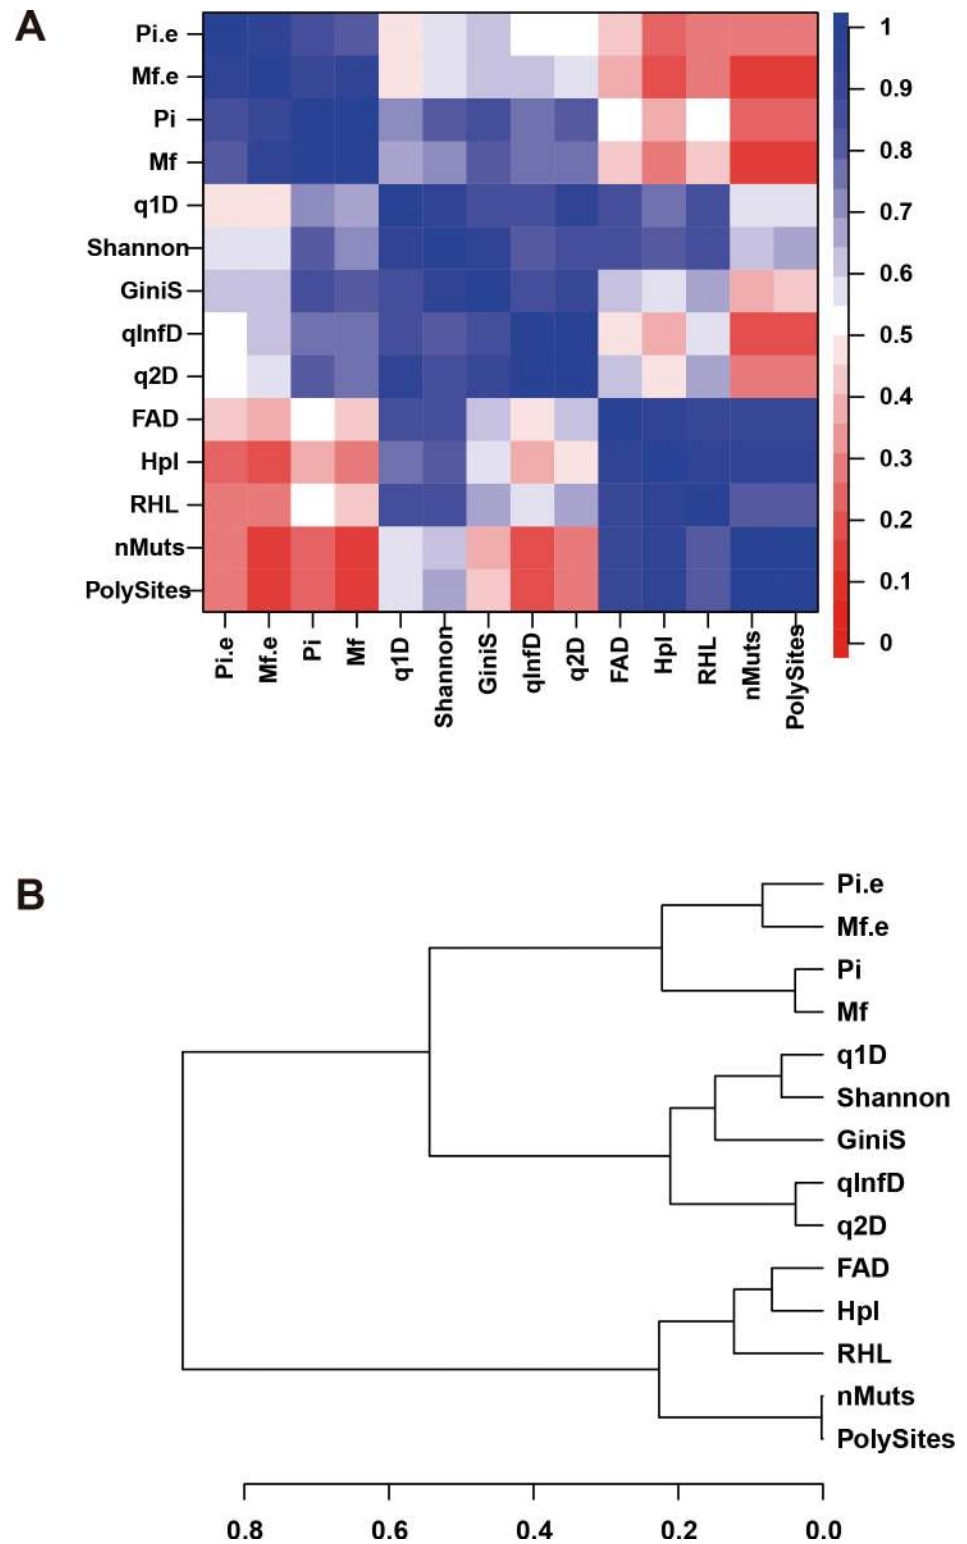 A
Pi.e
Mf.e
Pi
Mf
q1D
Shannon
GiniS
qInfD
q2D
FAD
Hpl
RHL
nMuts
PolySites
1
0.9
0.8
0.7
0.6
0.5
0.4
0.3
0.2
0.1
0
Pi.e
Mf.e
Pi
Mf
q1D
Shannon
GiniS
qInfD
q2D
FAD
Hpl
RHL
nMuts
PolySites
B
Pi.e
Mf.e
Pi
Mf
q1D
Shannon
GiniS
qInfD
q2D
FAD
Hpl
RHL
nMuts
PolySites
0.8 0.6 0.4 0.2 0.0